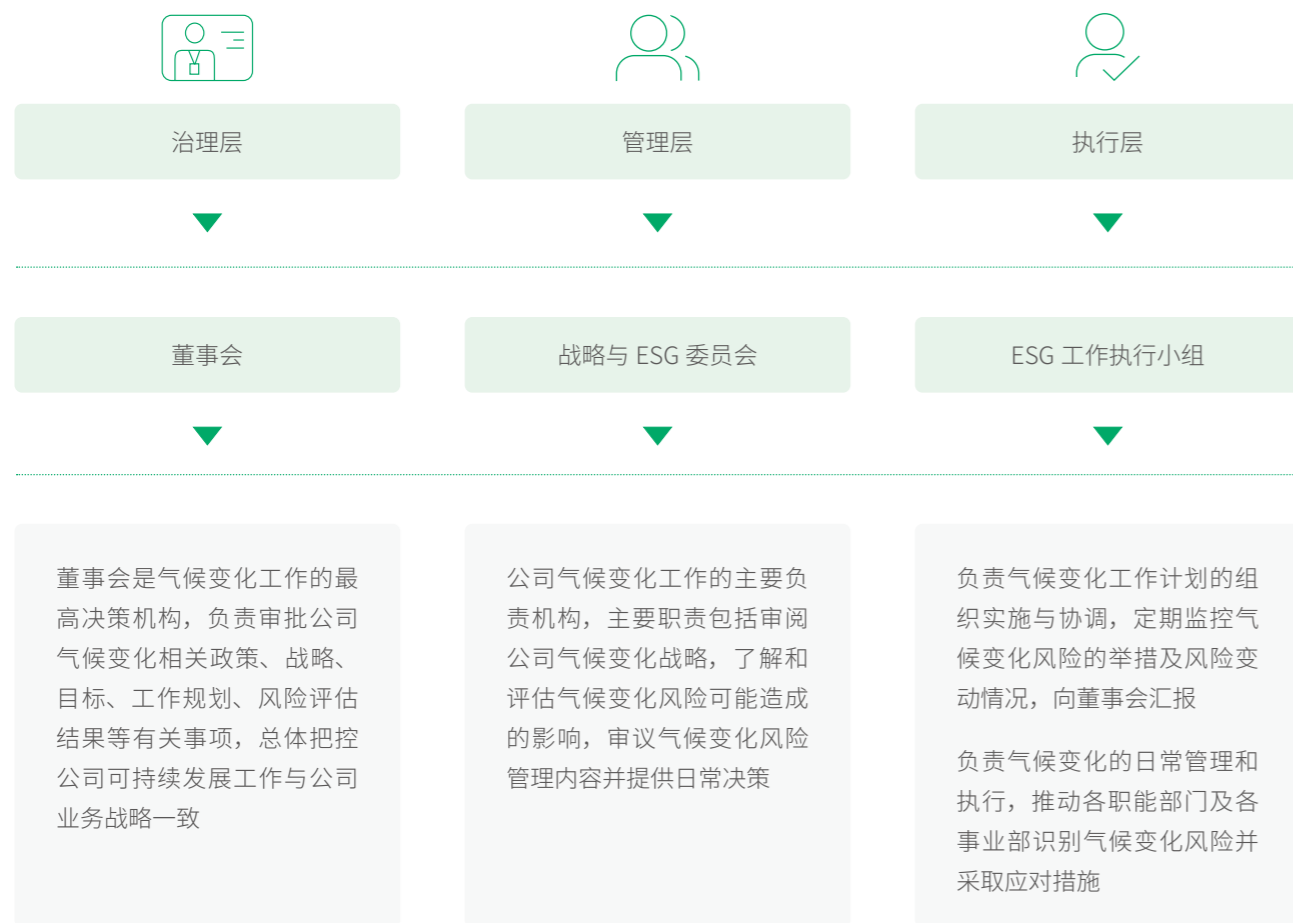 治理层
管理层
执行层
董事会
战略与 ESG 委员会
ESG 工作执行小组
董事会是气候变化工作的最
高决策机构，负责审批公司
气候变化相关政策、战略、
目标、工作规划、风险评估
结果等有关事项，总体把控
公司可持续发展工作与公司
业务战略一致
公司气候变化工作的主要负
责机构，主要职责包括审阅
公司气候变化战略，了解和
评估气候变化风险可能造成
的影响，审议气候变化风险
管理内容并提供日常决策
负责气候变化工作计划的组
织实施与协调，定期监控气
候变化风险的举措及风险变
动情况，向董事会汇报
负责气候变化的日常管理和
执行，推动各职能部门及各
事业部识别气候变化风险并
采取应对措施